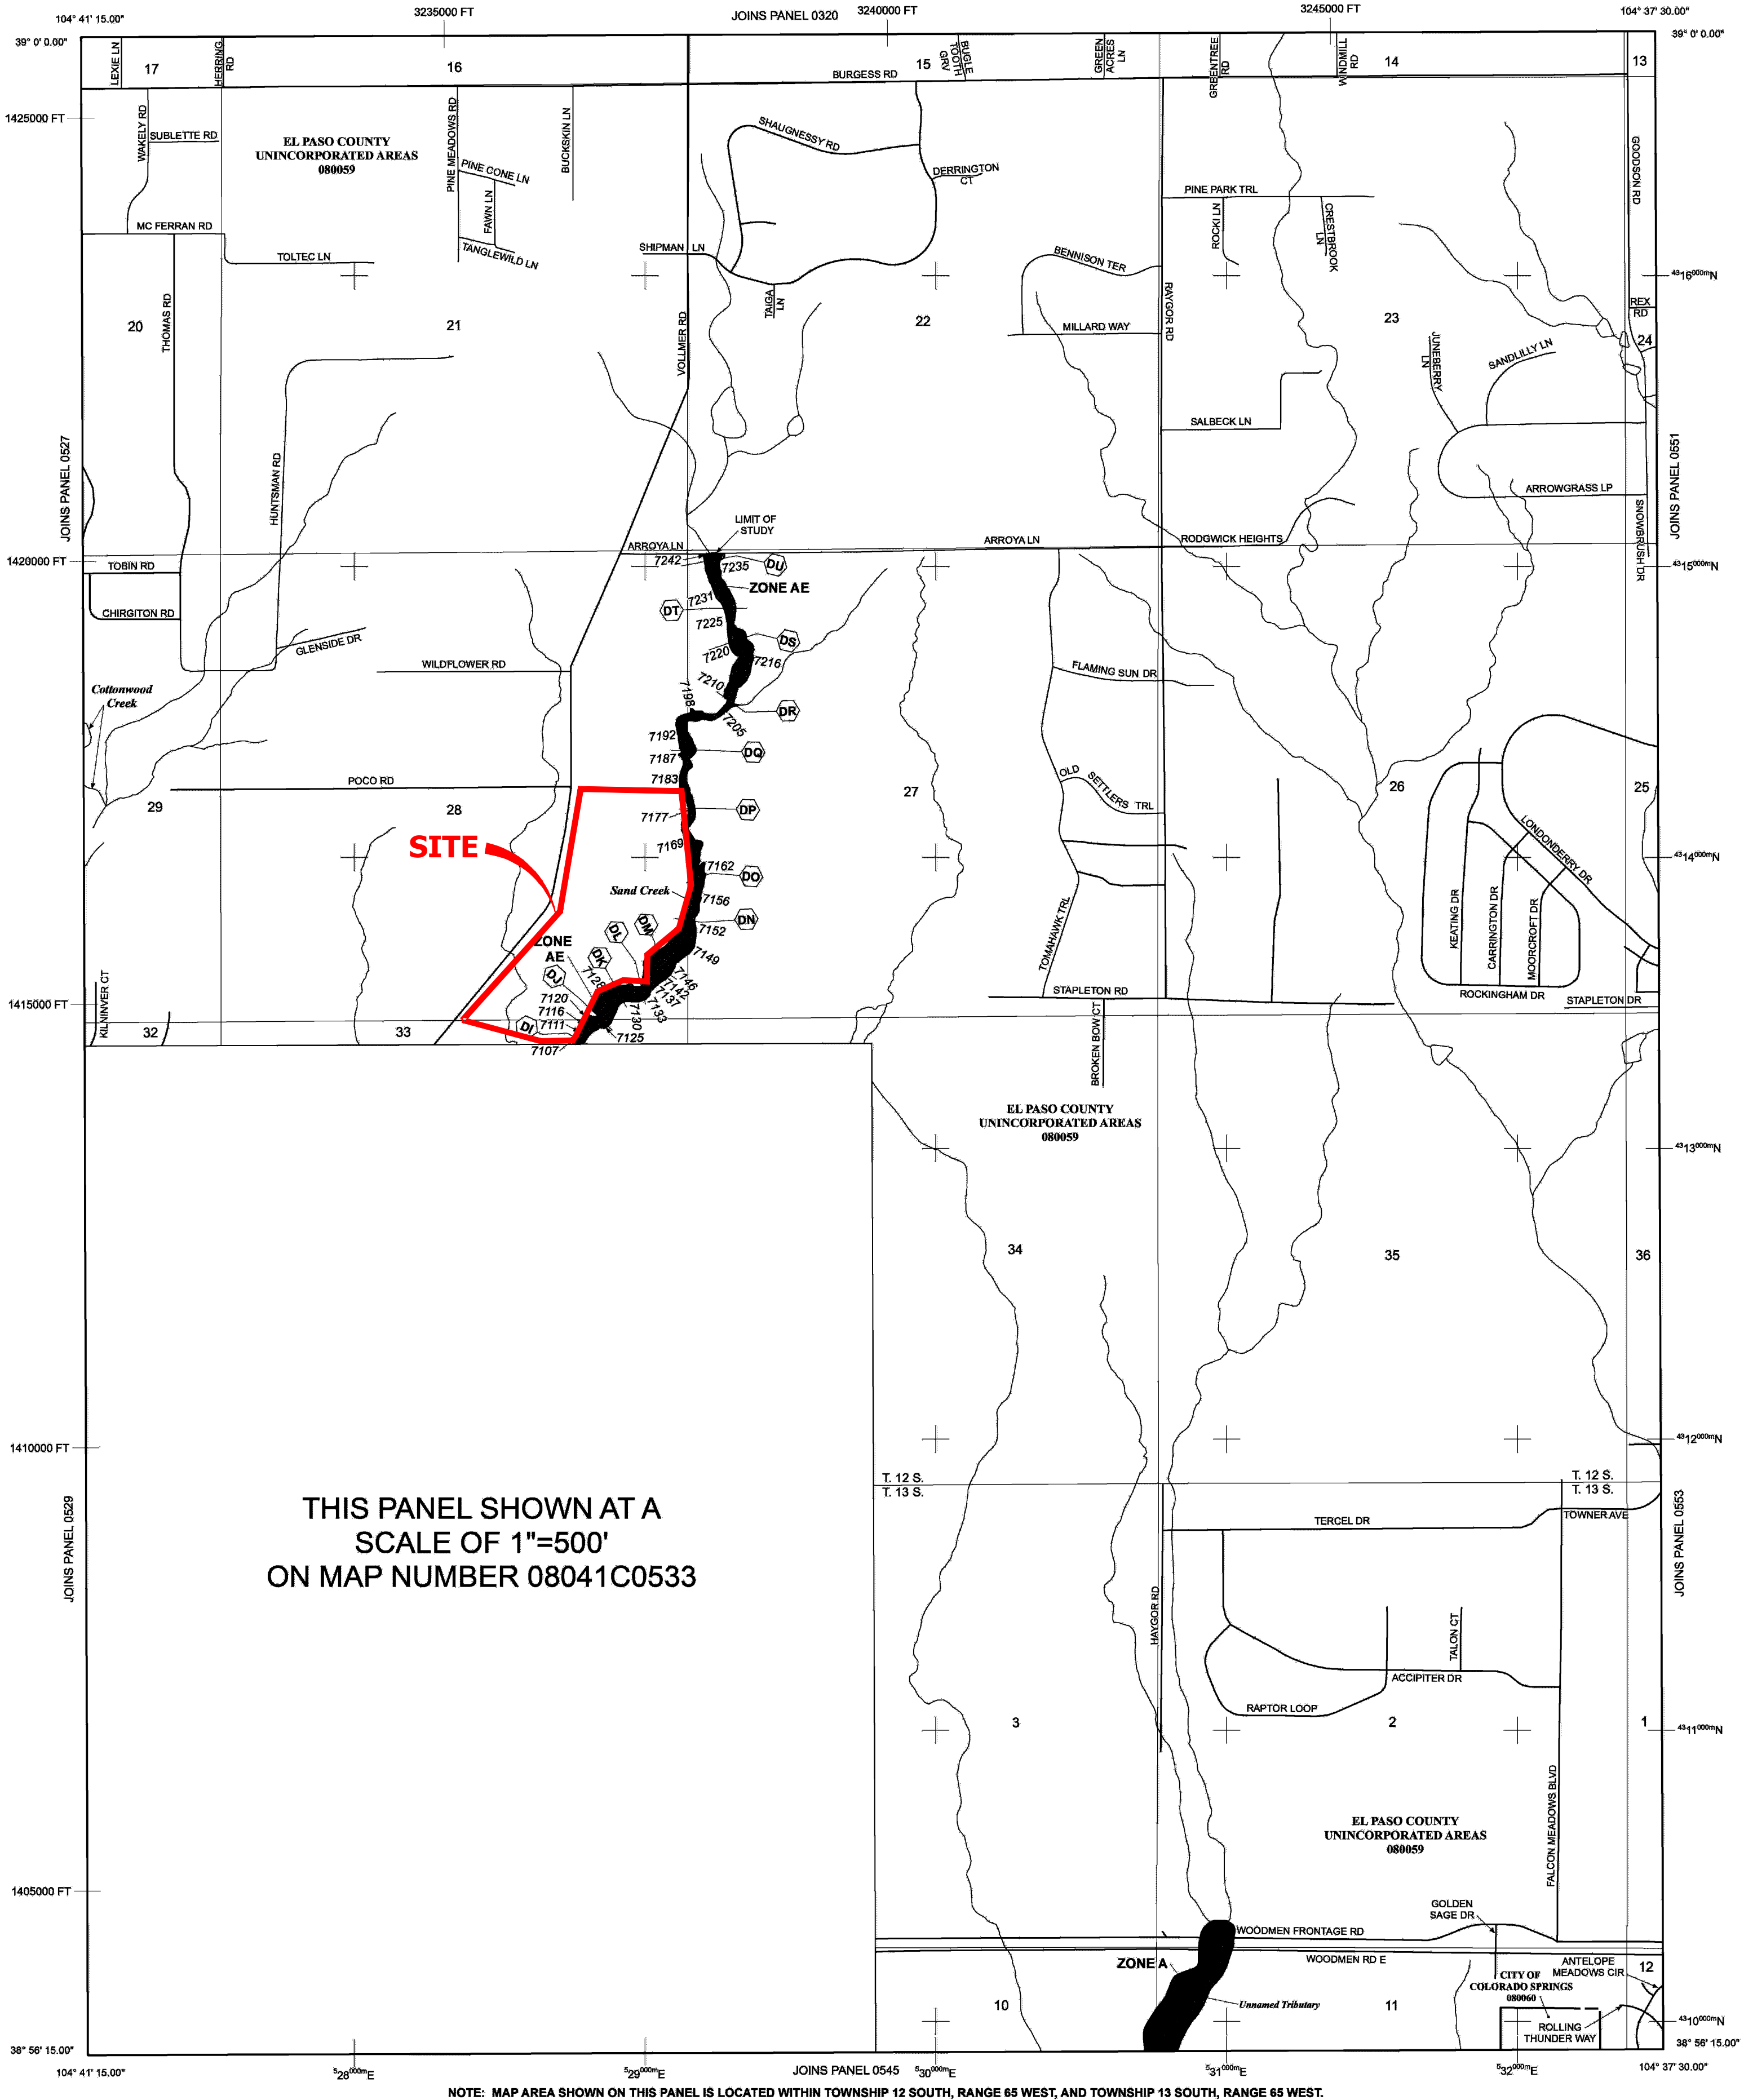 104° 41' 15.00"
3235000 FT
JOINS PANEL 0320
3240000 FT
3245000 FT
104° 37' 30.00"
39° 0' 0.00"
39° 0' 0.00"
LEXIE LN
17
HERRING
RD
16
15
BUGLE
TOOTH
GRV
GREEN
ACRES
LN
GREENTREE
RD
WINDMILL
RD
14
13
BURGESS RD
1425000 FT
WAKELY RD
SUBLETTE RD
EL PASO COUNTY
UNINCORPORATED AREAS
080059
PINE MEADOWS RD
PINE CONE LN
FAWN LN
TANGLEWILD LN
BUCKSKIN LN
SHAUGNESSY RD
DERRINGTON
CT
PINE PARK TRL
ROCKI LN
CRESTBROOK
LN
GOODSON RD
MC FERRAN RD
TOLTEC LN
SHIPMAN LN
TAIGA
LN
BENNISON TER
MILLARD WAY
RAYGOR RD
4316000mN
REX
RD
20
THOMAS RD
21
VOLLMER RD
22
23
24
JUNEBERRY
LN
SANDLILLY LN
SALBECK LN
JOINS PANEL 0527
HUNTSMAN RD
ARROWGRASS LP
SNOWBRUSH DR
JOINS PANEL 0551
LIMIT OF
STUDY
ARROYA LN
ARROYA LN
RODGWICK HEIGHTS
1420000 FT
TOBIN RD
7242
7235
DU
4315000mN
ZONE AE
CHIRGITON RD
DT
7231
7225
GLENSIDE DR
DS
7220
7216
WILDFLOWER RD
FLAMING SUN DR
7210
Cottonwood
Creek
7198
DR
7205
7192
DQ
7187
POCO RD
7183
OLD SETTLERS TRL
29
28
27
26
25
DP
7177
SITE
7169
7162
DO
4314000mN
LONDONDERRY DR
Sand Creek
7156
KEATING DR
CARRINGTON DR
MOORCROFT DR
DN
7152
DM
DL
ZONE
AE
DK
DJ
7149
7146
7142
7137
7133
7130
7128
TOMAHAWK TRL
STAPLETON RD
ROCKINGHAM DR
STAPLETON DR
1415000 FT
KILNINVER CT
7120
7116
DI
7111
7125
7107
32
33
BROKEN BOW CT
EL PASO COUNTY
UNINCORPORATED AREAS
080059
4313000mN
34
35
36
1410000 FT
4312000mN
T. 12 S.
T. 13 S.
T. 12 S.
T. 13 S.
JOINS PANEL 0529
THIS PANEL SHOWN AT A
SCALE OF 1"=500'
ON MAP NUMBER 08041C0533
TERCEL DR
TOWNER AVE
JOINS PANEL 0553
HAYGOR RD
TALON CT
ACCIPITER DR
RAPTOR LOOP
3
2
1
4311000mN
FALCON MEADOWS BLVD
EL PASO COUNTY
UNINCORPORATED AREAS
080059
1405000 FT
GOLDEN
SAGE DR
WOODMEN FRONTAGE RD
WOODMEN RD E
ZONE A
ANTELOPE
MEADOWS CIR
12
CITY OF
COLORADO SPRINGS
080060
10
Unnamed Tributary
11
ROLLING
THUNDER WAY
4310000mN
38° 56' 15.00"
38° 56' 15.00"
104° 41' 15.00"
528000mE
529000mE
JOINS PANEL 0545
530000mE
531000mE
532000mE
104° 37' 30.00"
NOTE: MAP AREA SHOWN ON THIS PANEL IS LOCATED WITHIN TOWNSHIP 12 SOUTH, RANGE 65 WEST, AND TOWNSHIP 13 SOUTH, RANGE 65 WEST.